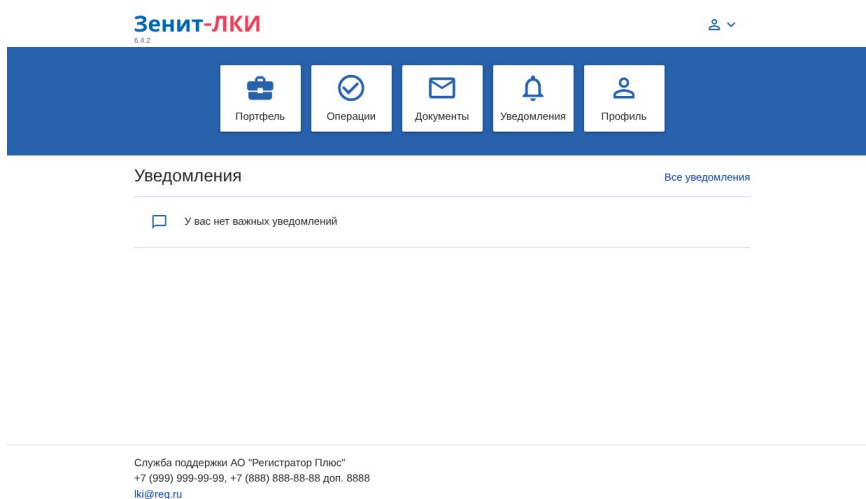 Зенит-ЛКИ
6.4.2
Портфель
Операции
Документы
Уведомления
Профиль
Уведомления
Все уведомления
У вас нет важных уведомлений
Служба поддержки АО "Регистратор Плюс"
+7 (999) 999-99-99, +7 (888) 888-88-88 доп. 8888
lki@reg.ru